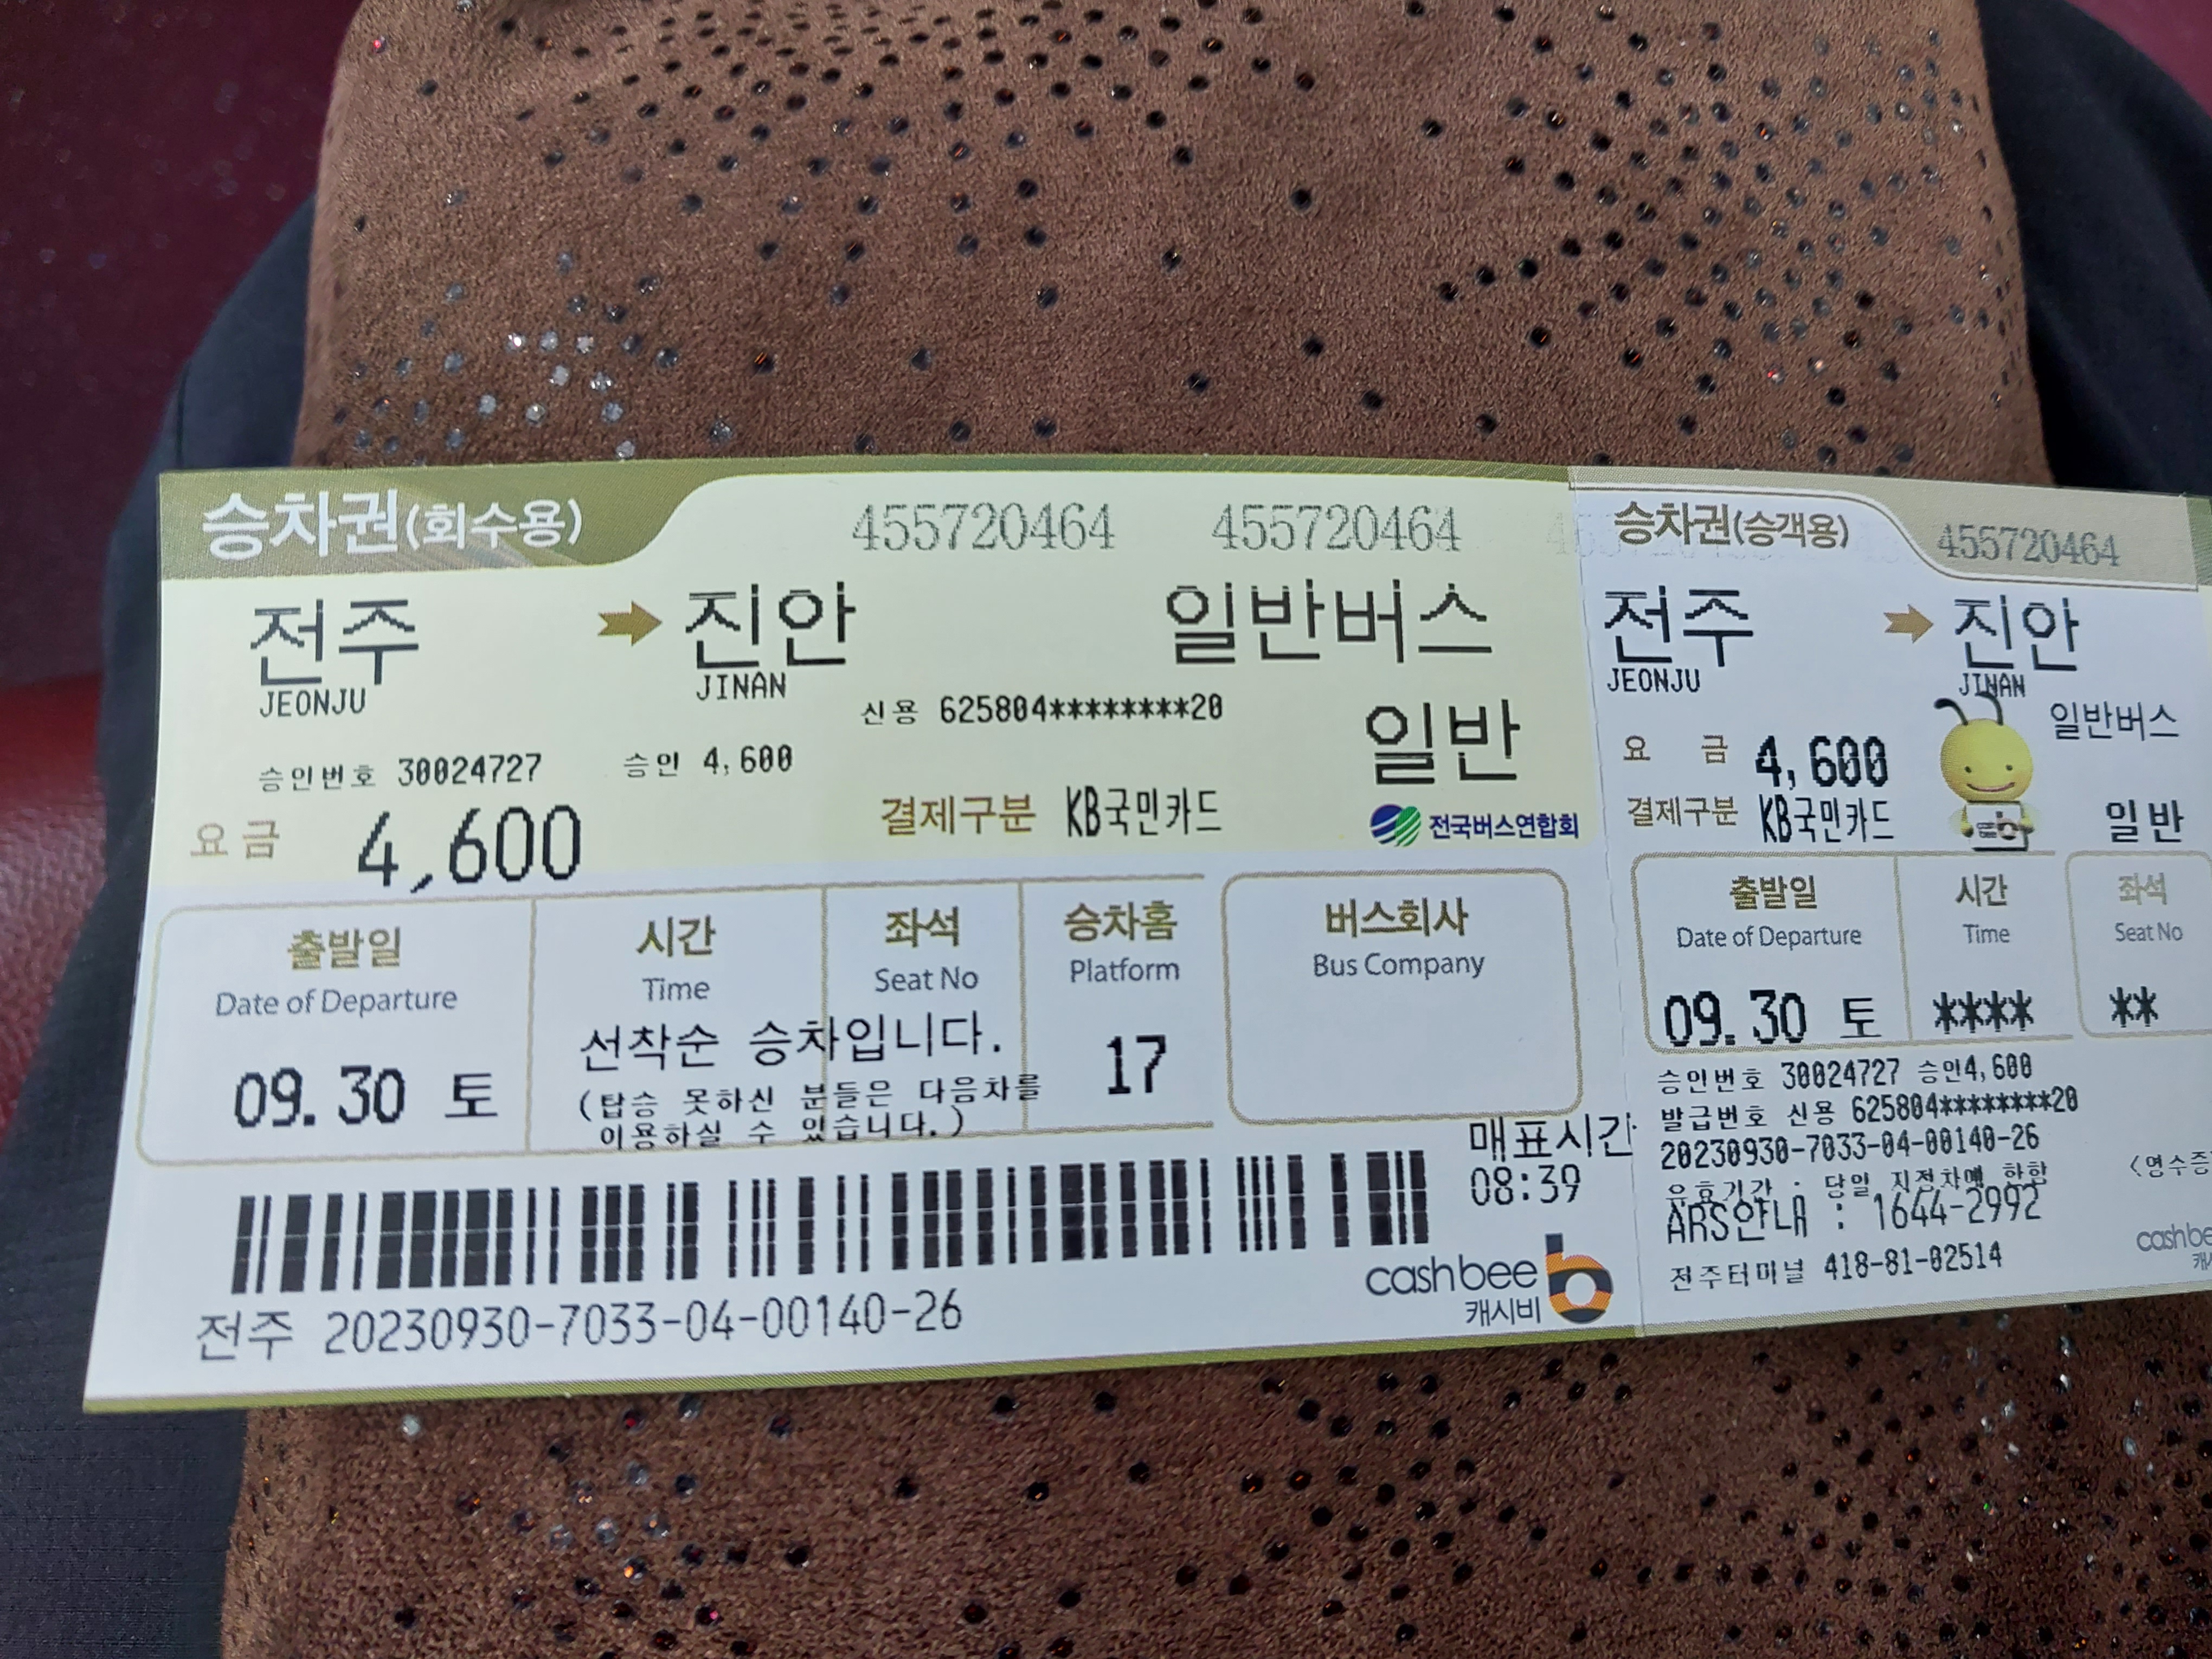 승차권(회수용) 455720464 455720464
전주 진안 일반버스
JEONJU JINAN
신용 625804********20 일반
승인번호 30024727 승인 4,600
요금 4,600 결제구분 KB국민카드 전국버스연합회
출발일 시간 좌석 승차홈 버스회사
Date of Departure Time Seat No Platform Bus Company
09.30 토 선착순 승차입니다. 17
(탑승 못하신 분들은 다음차를
이용하실 수 있습니다.)
매표시간
08:39
cashbee
캐시비
전주 20230930-7033-04-00140-26
승차권(승객용) 455720464
전주 진안
JEONJU JINAN
일반버스
요 금 4,600
결제구분 KB국민카드 일반
출발일 시간 좌석
Date of Departure Time Seat No
09.30 토 **** **
승인번호 30024727 승인4,600
발급번호 신용 625804********20
20230930-7033-04-00140-26
유효기간 : 당일 지정차에 한함 <영수증
ARS안내 : 1644-2992
전주터미널 418-81-02514